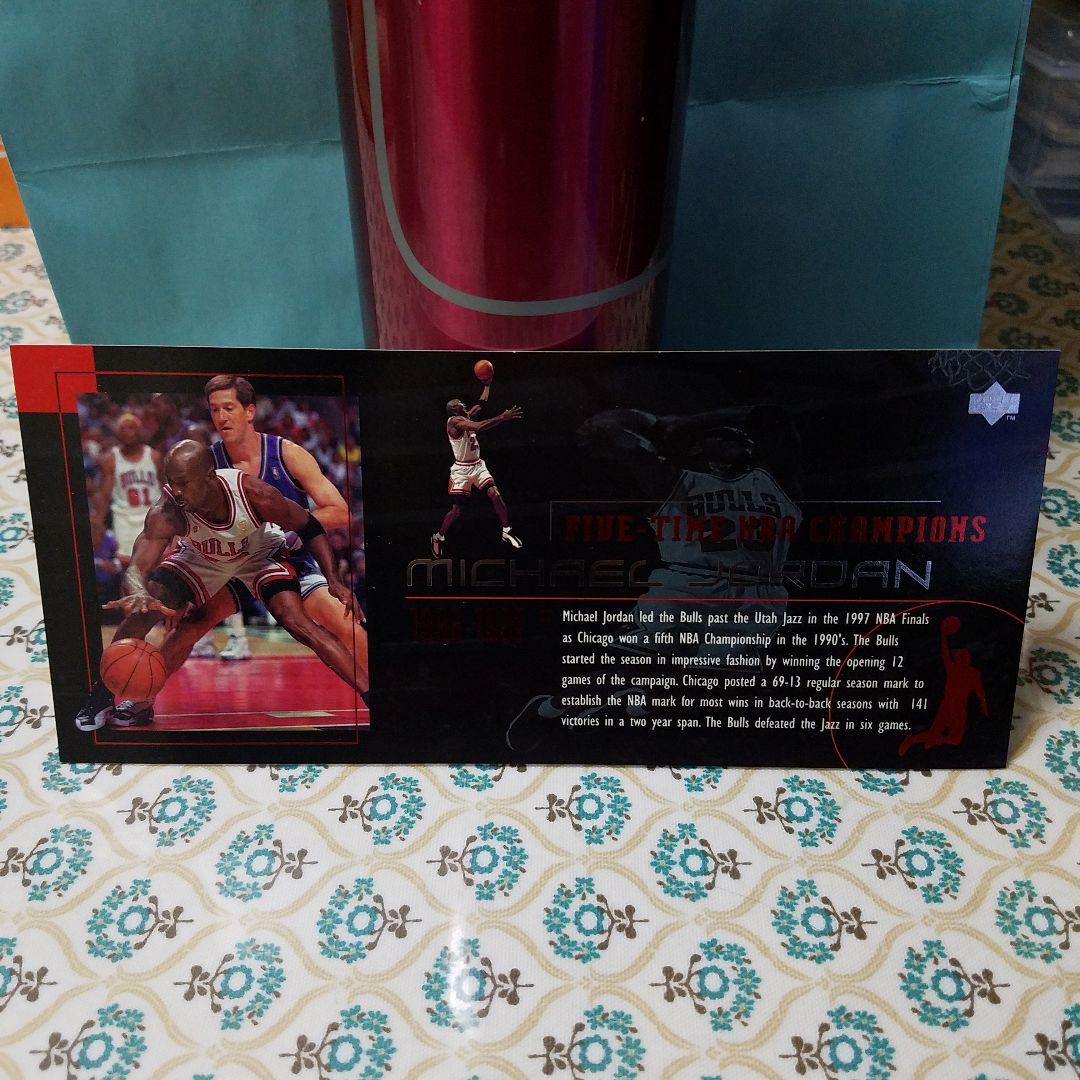 BULLS
61
BULLS
BULLS
FIVE-TIME NBA CHAMPIONS
MICHAEL JORDAN
Michael Jordan led the Bulls past the Utah Jazz in the 1997 NBA Finals
as Chicago won a fifth NBA Championship in the 1990's. The Bulls
started the season in impressive fashion by winning the opening 12
games of the campaign. Chicago posted a 69-13 regular season mark to
establish the NBA mark for most wins in back-to-back seasons with 141
victories in a two year span. The Bulls defeated the Jazz in six games.
TM